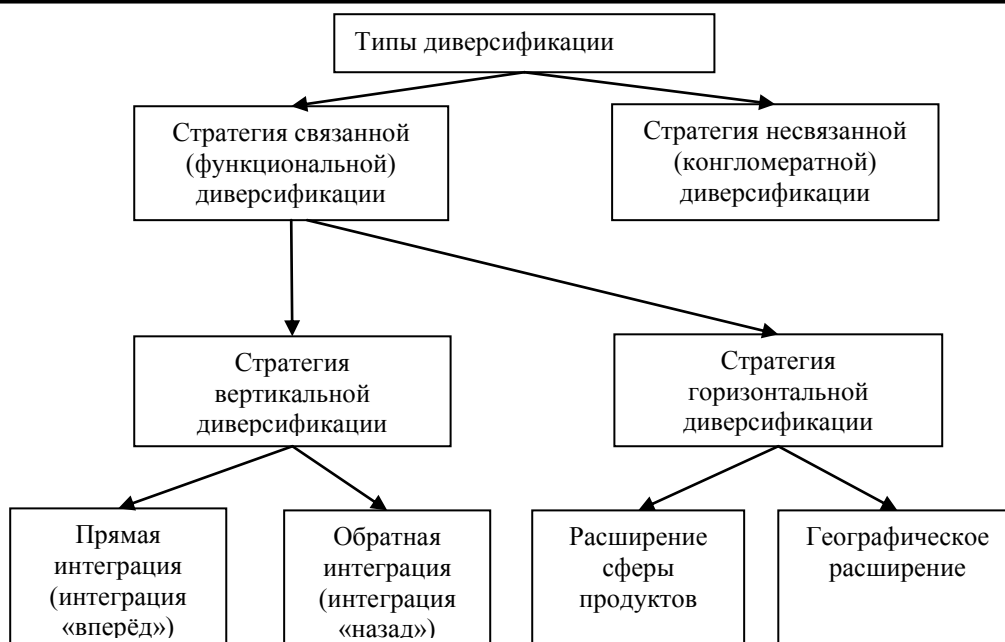 Типы диверсификации
Стратегия связанной
(функциональной)
диверсификации
Стратегия несвязанной
(конгломератной)
диверсификации
Стратегия
вертикальной
диверсификации
Стратегия
горизонтальной
диверсификации
Прямая
интеграция
(интеграция
«вперёд»)
Обратная
интеграция
(интеграция
«назад»)
Расширение
сферы
продуктов
Географическое
расширение